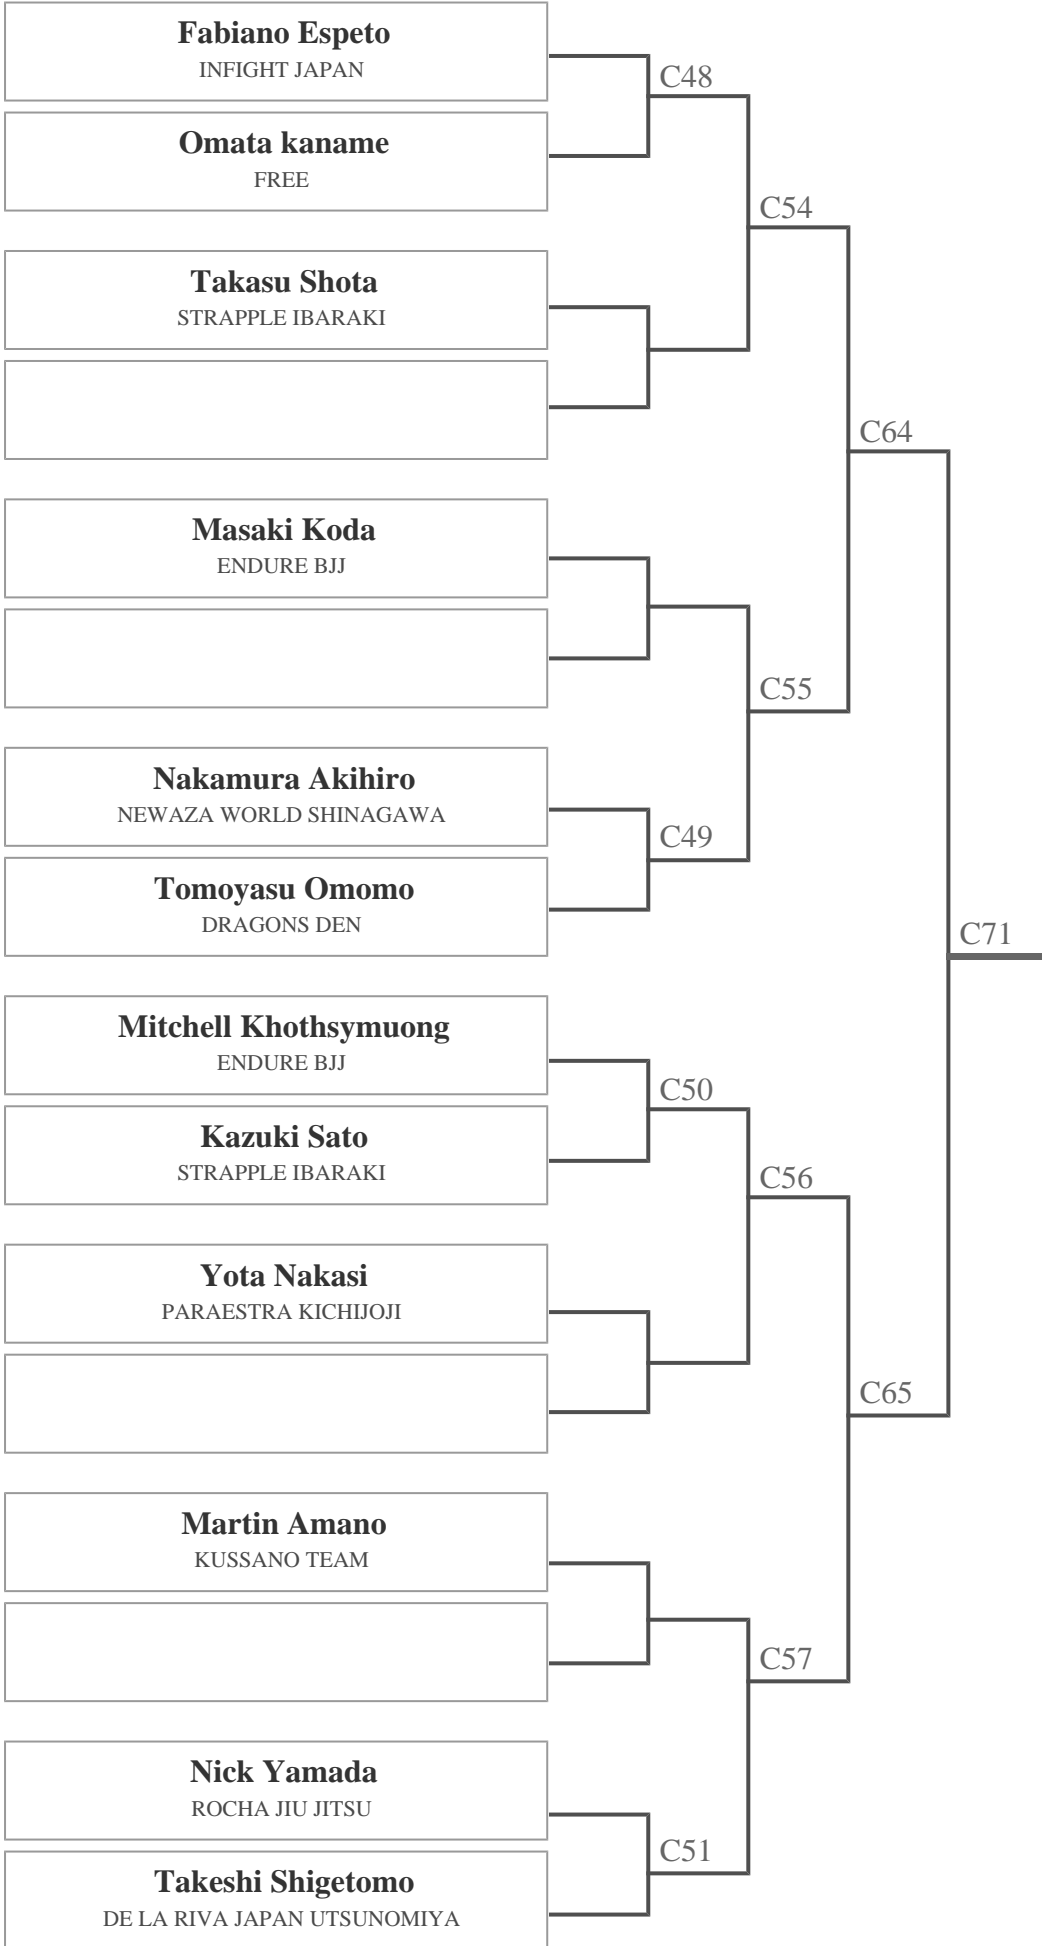 Fabiano Espeto
INFIGHT JAPAN
C48
Omata kaname
FREE
C54
Takasu Shota
STRAPPLE IBARAKI
C64
Masaki Koda
ENDURE BJJ
C55
Nakamura Akihiro
NEWAZA WORLD SHINAGAWA
C49
Tomoyasu Omomo
DRAGONS DEN
C71
Mitchell Khothsymuong
ENDURE BJJ
C50
Kazuki Sato
STRAPPLE IBARAKI
C56
Yota Nakasi
PARAESTRA KICHIJOJI
C65
Martin Amano
KUSSANO TEAM
C57
Nick Yamada
ROCHA JIU JITSU
C51
Takeshi Shigetomo
DE LA RIVA JAPAN UTSUNOMIYA